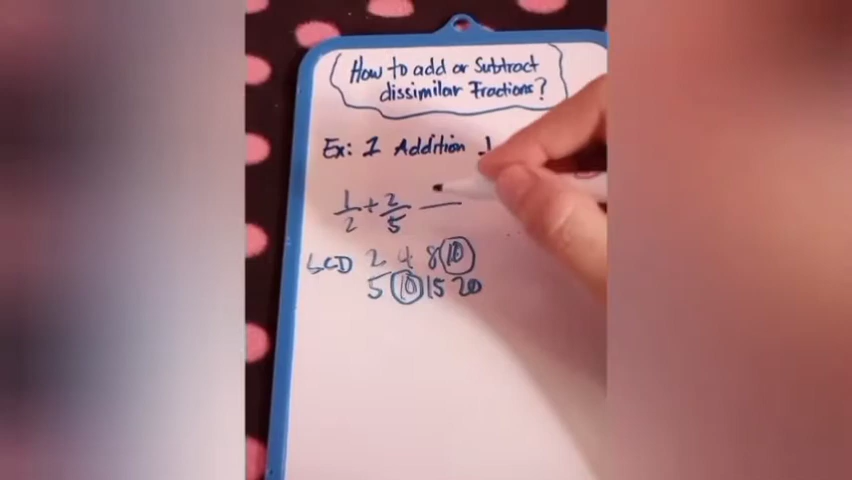 How to add or Subtract
dissimilar Fractions?
Ex: 1 Addition
1/2 + 2/5
LCD 2 4 8 10
5 10 15 20